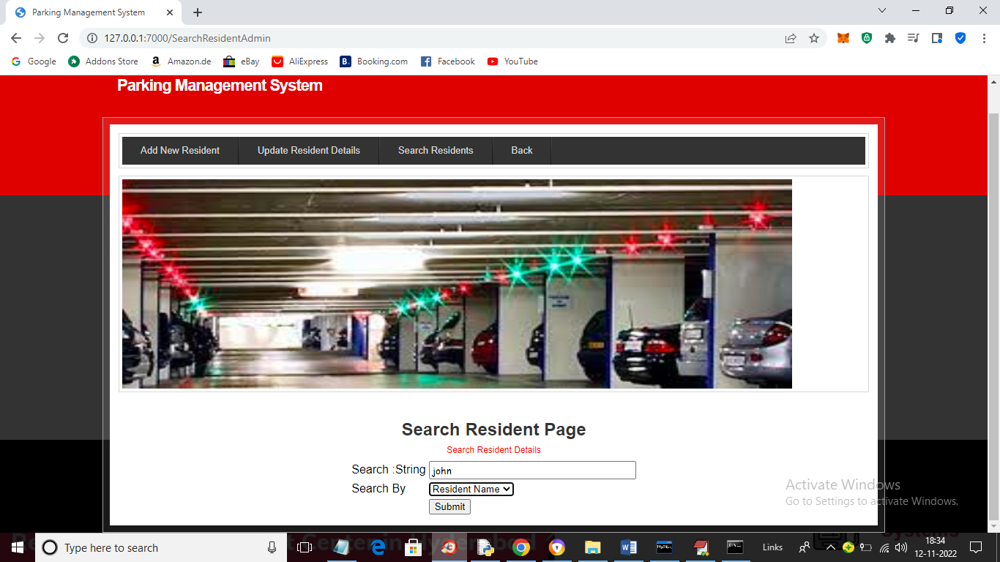 Parking Management System
127.0.0.1:7000/SearchResidentAdmin
Google Addons Store Amazon.de eBay AliExpress Booking.com Facebook YouTube
Parking Management System
Add New Resident Update Resident Details Search Residents Back
Search Resident Page
Search Resident Details
Search :String john
Search By Resident Name
Submit
Activate Windows
Go to Settings to activate Windows.
Type here to search
Links
18:34
12-11-2022